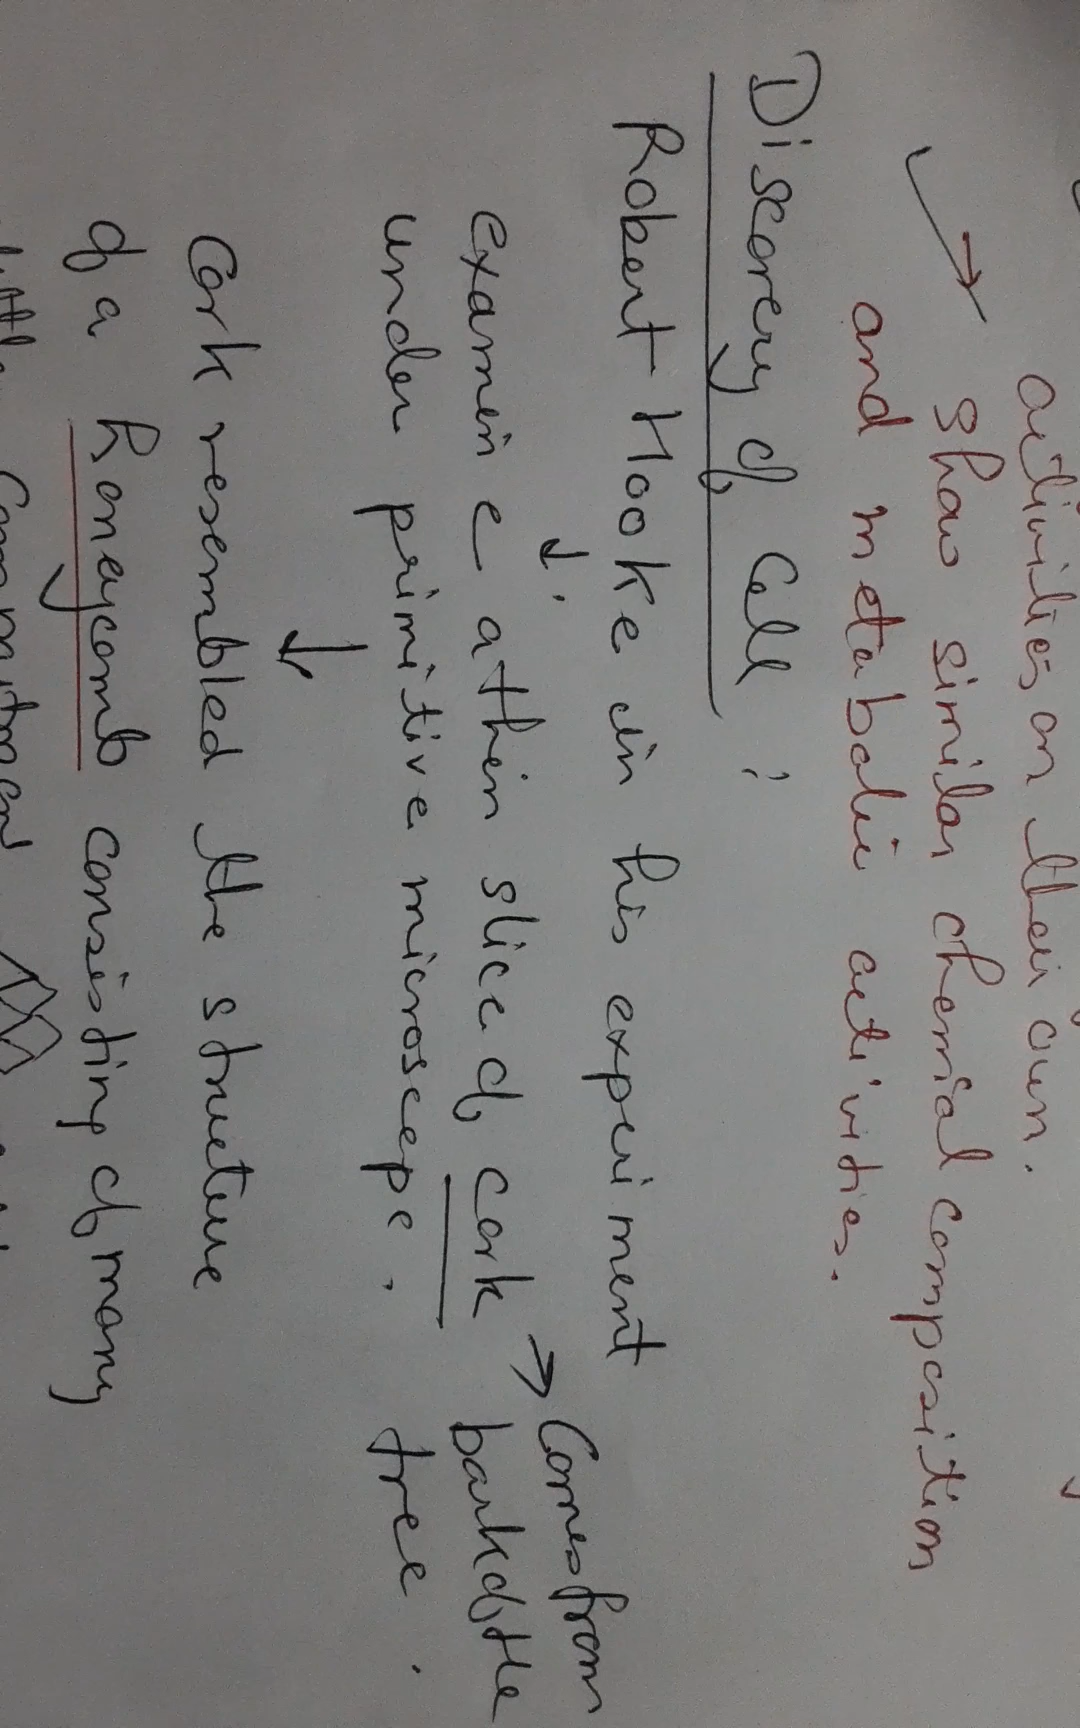 activities on their own.
→ show similar chemical composition
and metabolic activities.
Discovery of Cell :
Robert Hooke in his experiment
↓
examine a thin slice of cork → Comes from
under primitive microscope. bark of the
tree.
↓
Cork resembled the structure
of a honeycomb consisting of many
little